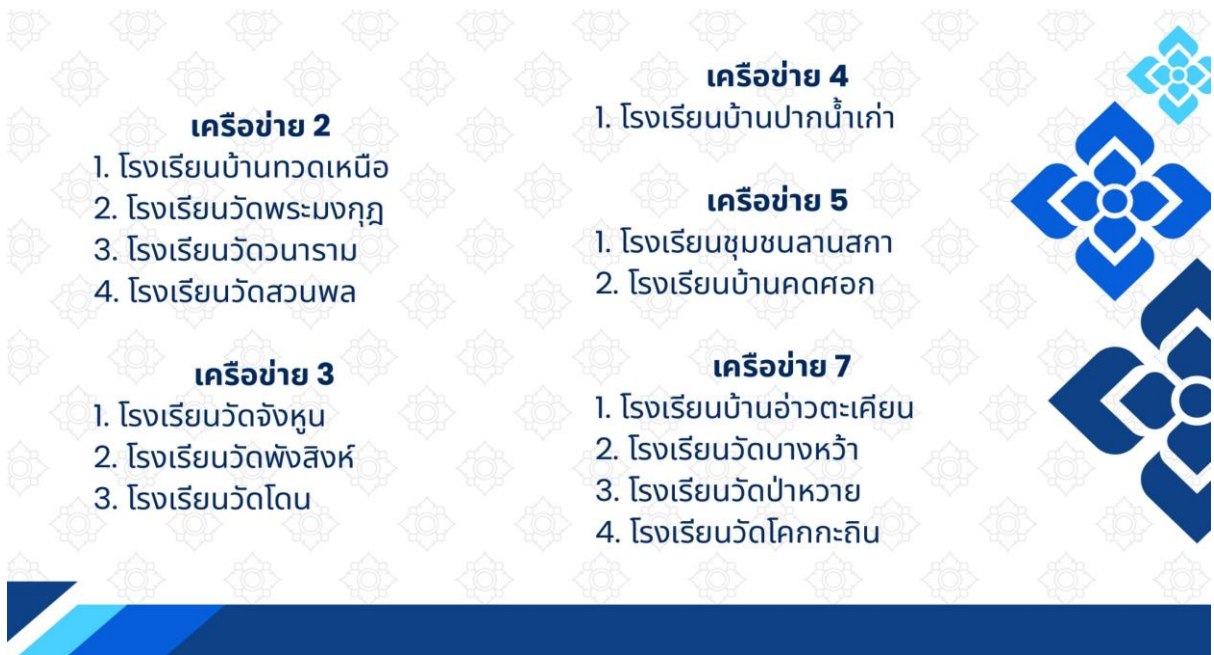 เครือข่าย 2
1. โรงเรียนบ้านทวดเหนือ
2. โรงเรียนวัดพระมงกุฎ
3. โรงเรียนวัดวนาราม
4. โรงเรียนวัดสวนพล
เครือข่าย 3
1. โรงเรียนวัดจังหูน
2. โรงเรียนวัดพังสิงห์
3. โรงเรียนวัดโดน
เครือข่าย 4
1. โรงเรียนบ้านปากน้ำเก่า
เครือข่าย 5
1. โรงเรียนชุมชนลานสกา
2. โรงเรียนบ้านคดศอก
เครือข่าย 7
1. โรงเรียนบ้านอ่าวตะเคียน
2. โรงเรียนวัดบางหว้า
3. โรงเรียนวัดป่าหวาย
4. โรงเรียนวัดโคกกะถิน